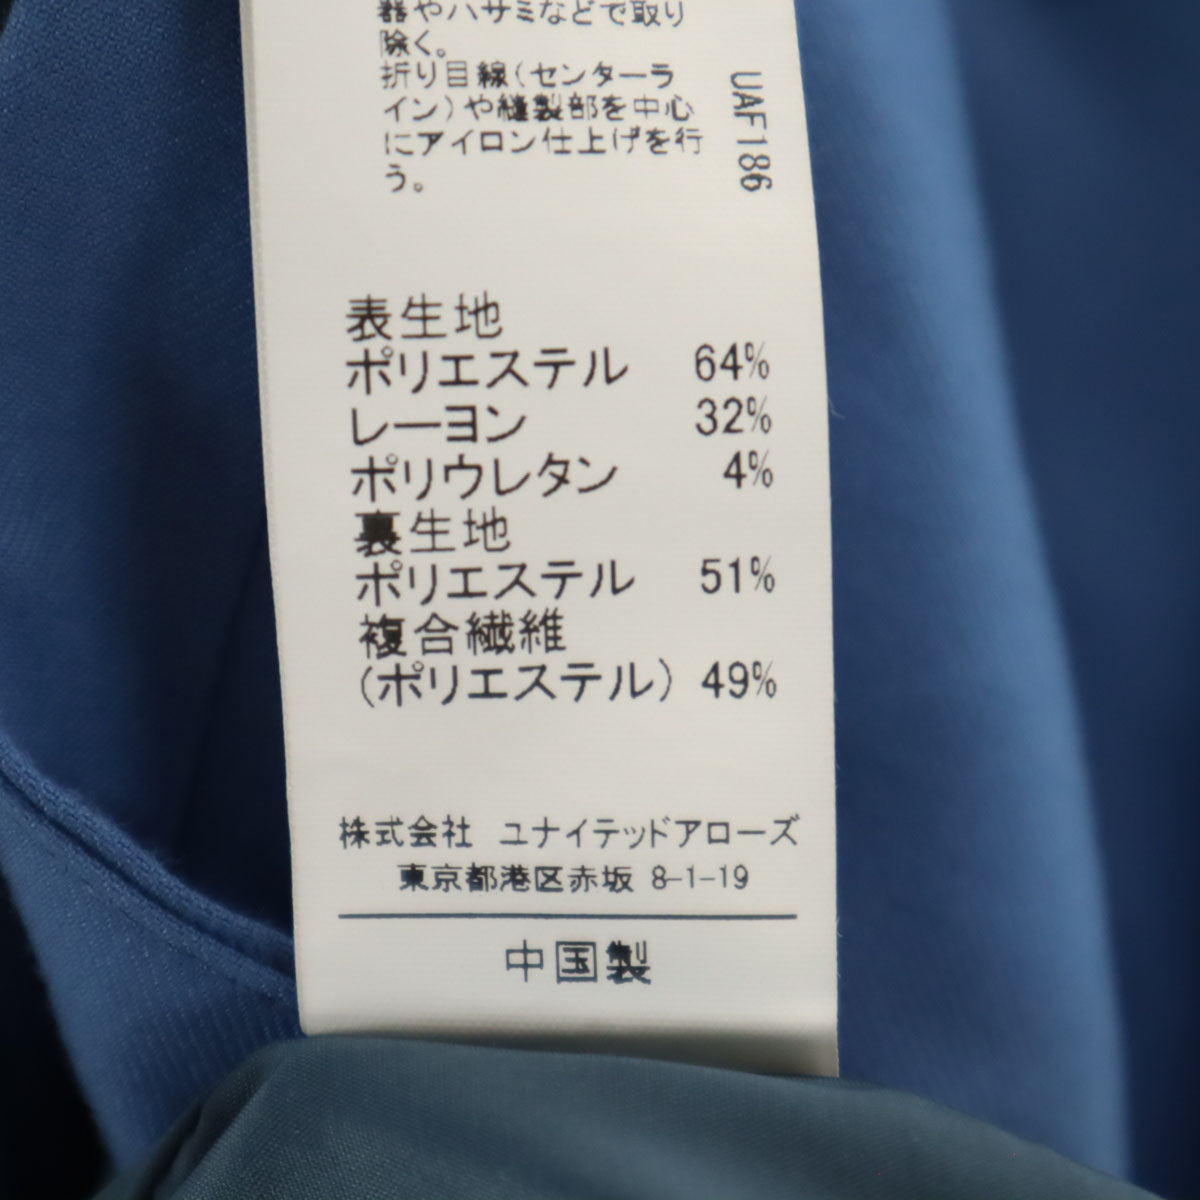 器やハサミなどで取り
除く。
折り目線(センターラ
イン)や縫製部を中心
にアイロン仕上げを行
う。
UAF186
表生地
ポリエステル 64%
レーヨン 32%
ポリウレタン 4%
裏生地
ポリエステル 51%
複合繊維
(ポリエステル) 49%
株式会社 ユナイテッドアローズ
東京都港区赤坂 8-1-19
中国製